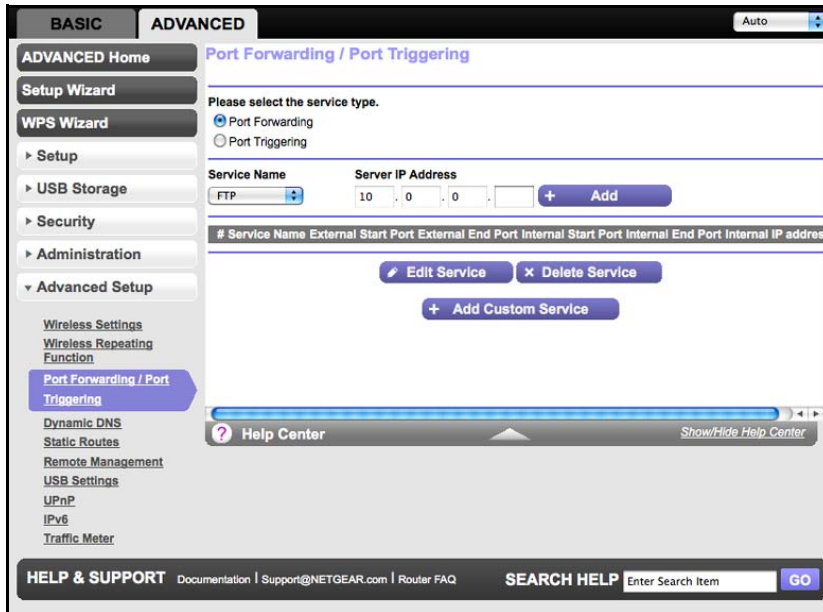 BASIC
ADVANCED
Auto
ADVANCED Home
Setup Wizard
WPS Wizard
Setup
USB Storage
Security
Administration
Advanced Setup
Wireless Settings
Wireless Repeating
Function
Port Forwarding / Port
Triggering
Dynamic DNS
Static Routes
Remote Management
USB Settings
UPnP
IPv6
Traffic Meter
Port Forwarding / Port Triggering
Please select the service type.
Port Forwarding
Port Triggering
Service Name Server IP Address
FTP 10 . 0 . 0 . + Add
# Service Name External Start Port External End Port Internal Start Port Internal End Port Internal IP addres
Edit Service × Delete Service
+ Add Custom Service
? Help Center Show/Hide Help Center
HELP & SUPPORT Documentation | Support@NETGEAR.com | Router FAQ SEARCH HELP Enter Search Item GO